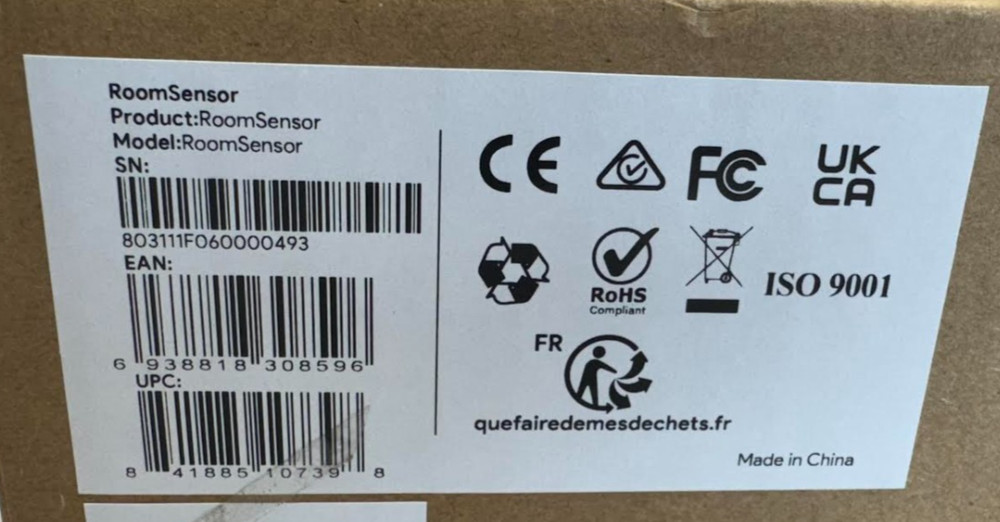 RoomSensor
Product:RoomSensor
Model:RoomSensor
SN:
803111F060000493
EAN:
6 938818 308596
UPC:
8 41885 10739 8
CE
FC
UK
CA
RoHS
Compliant
ISO 9001
FR
quefairedemesdechets.fr
Made in China